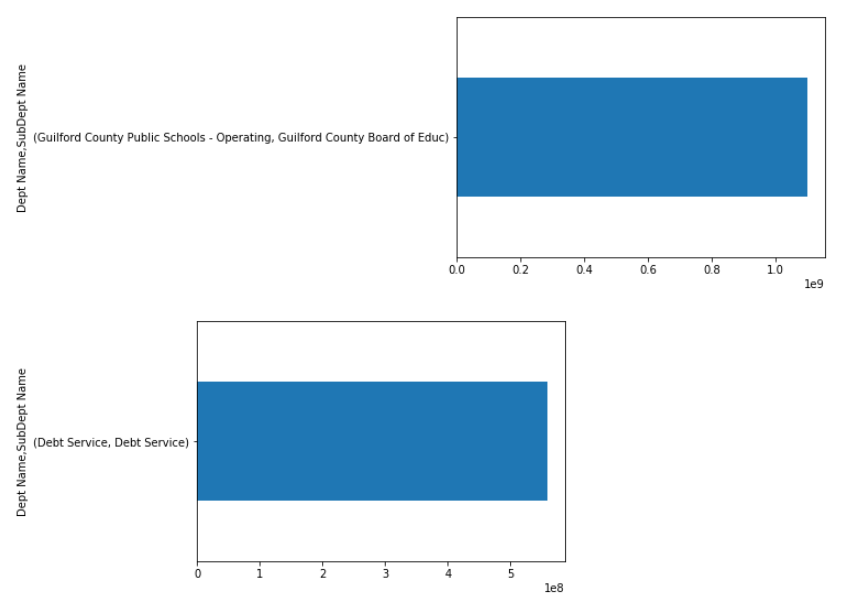 Dept Name,SubDept Name
(Guilford County Public Schools - Operating, Guilford County Board of Educ)
0.0 0.2 0.4 0.6 0.8 1.0
1e9
Dept Name,SubDept Name
(Debt Service, Debt Service)
0 1 2 3 4 5
1e8